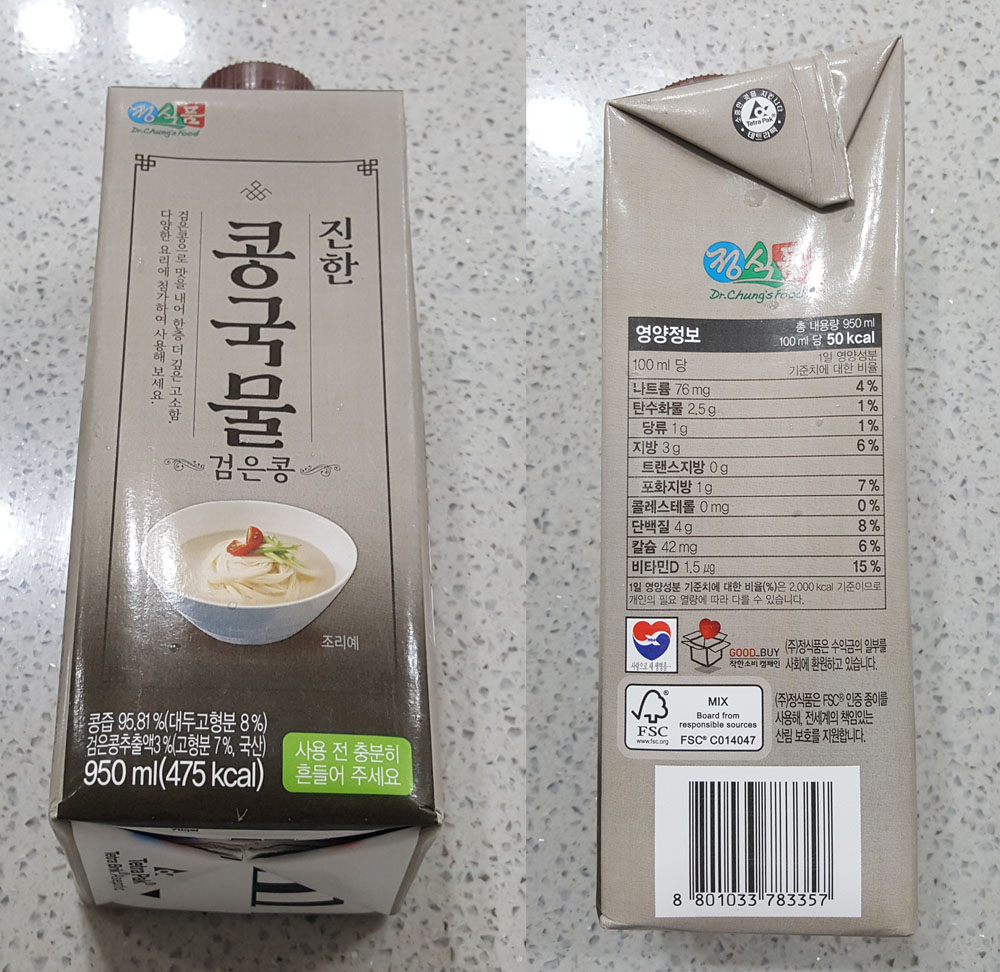 정식품
Dr.Chung's Food
진한
콩국물
검은콩으로 맛을 내어 한층 더 깊은 고소함.
다양한 요리에 첨가하여 사용해 보세요.
검은콩
조리예
콩즙 95.81%(대두고형분 8%)
검은콩추출액3%(고형분 7%, 국산)
950 ml(475 kcal)
사용 전 충분히
흔들어 주세요
Tetra Pak®
소중한 것을 지킵니다
Tetra Pak®
테트라팩
정식품
Dr.Chung's Food
영양정보
총 내용량 950 ml
100 ml 당 50 kcal
100 ml 당
1일 영양성분
기준치에 대한 비율
나트륨 76 mg 4 %
탄수화물 2.5 g 1 %
당류 1 g 1 %
지방 3 g 6 %
트랜스지방 0 g
포화지방 1 g 7 %
콜레스테롤 0 mg 0 %
단백질 4 g 8 %
칼슘 42 mg 6 %
비타민D 1.5 μg 15 %
1일 영양성분 기준치에 대한 비율(%)은 2,000 kcal 기준이므로
개인의 필요 열량에 따라 다를 수 있습니다.
GOOD_BUY
착한소비 캠페인
(주)정식품은 수익금의 일부를
사회에 환원하고 있습니다.
FSC
www.fsc.org
MIX
Board from
responsible sources
FSC® C014047
(주)정식품은 FSC® 인증 종이를
사용해, 전세계의 책임있는
산림 보호를 지원합니다.
8 801033 783357